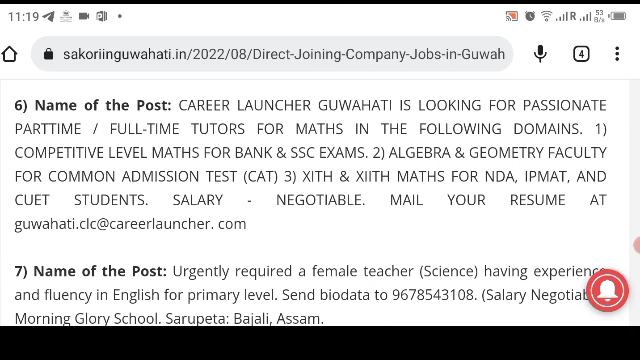 11:19
R
53
B/s
sakoriinguwahati.in/2022/08/Direct-Joining-Company-Jobs-in-Guwah
4
6) Name of the Post: CAREER LAUNCHER GUWAHATI IS LOOKING FOR PASSIONATE
PARTTIME / FULL-TIME TUTORS FOR MATHS IN THE FOLLOWING DOMAINS. 1)
COMPETITIVE LEVEL MATHS FOR BANK & SSC EXAMS. 2) ALGEBRA & GEOMETRY FACULTY
FOR COMMON ADMISSION TEST (CAT) 3) XITH & XIITH MATHS FOR NDA, IPMAT, AND
CUET STUDENTS. SALARY - NEGOTIABLE. MAIL YOUR RESUME AT
guwahati.clc@careerlauncher. com
7) Name of the Post: Urgently required a female teacher (Science) having experience
and fluency in English for primary level. Send biodata to 9678543108. (Salary Negotiab
Morning Glory School. Sarupeta: Bajali, Assam.